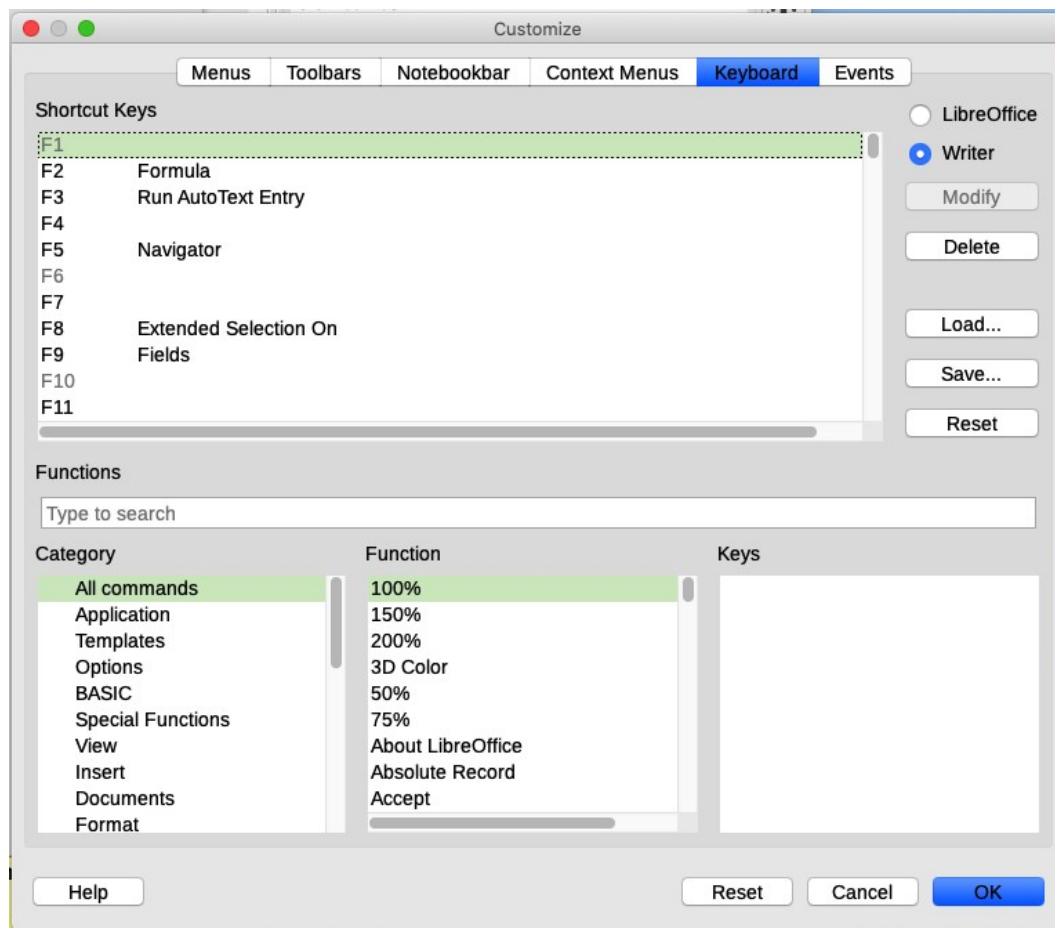 Customize
Menus Toolbars Notebookbar Context Menus Keyboard Events
Shortcut Keys
LibreOffice
Writer
Modify
Delete
Load...
Save...
Reset
F1
F2 Formula
F3 Run AutoText Entry
F4
F5 Navigator
F6
F7
F8 Extended Selection On
F9 Fields
F10
F11
Functions
Type to search
Category
All commands
Application
Templates
Options
BASIC
Special Functions
View
Insert
Documents
Format
Function
100%
150%
200%
3D Color
50%
75%
About LibreOffice
Absolute Record
Accept
Keys
Help Reset Cancel OK